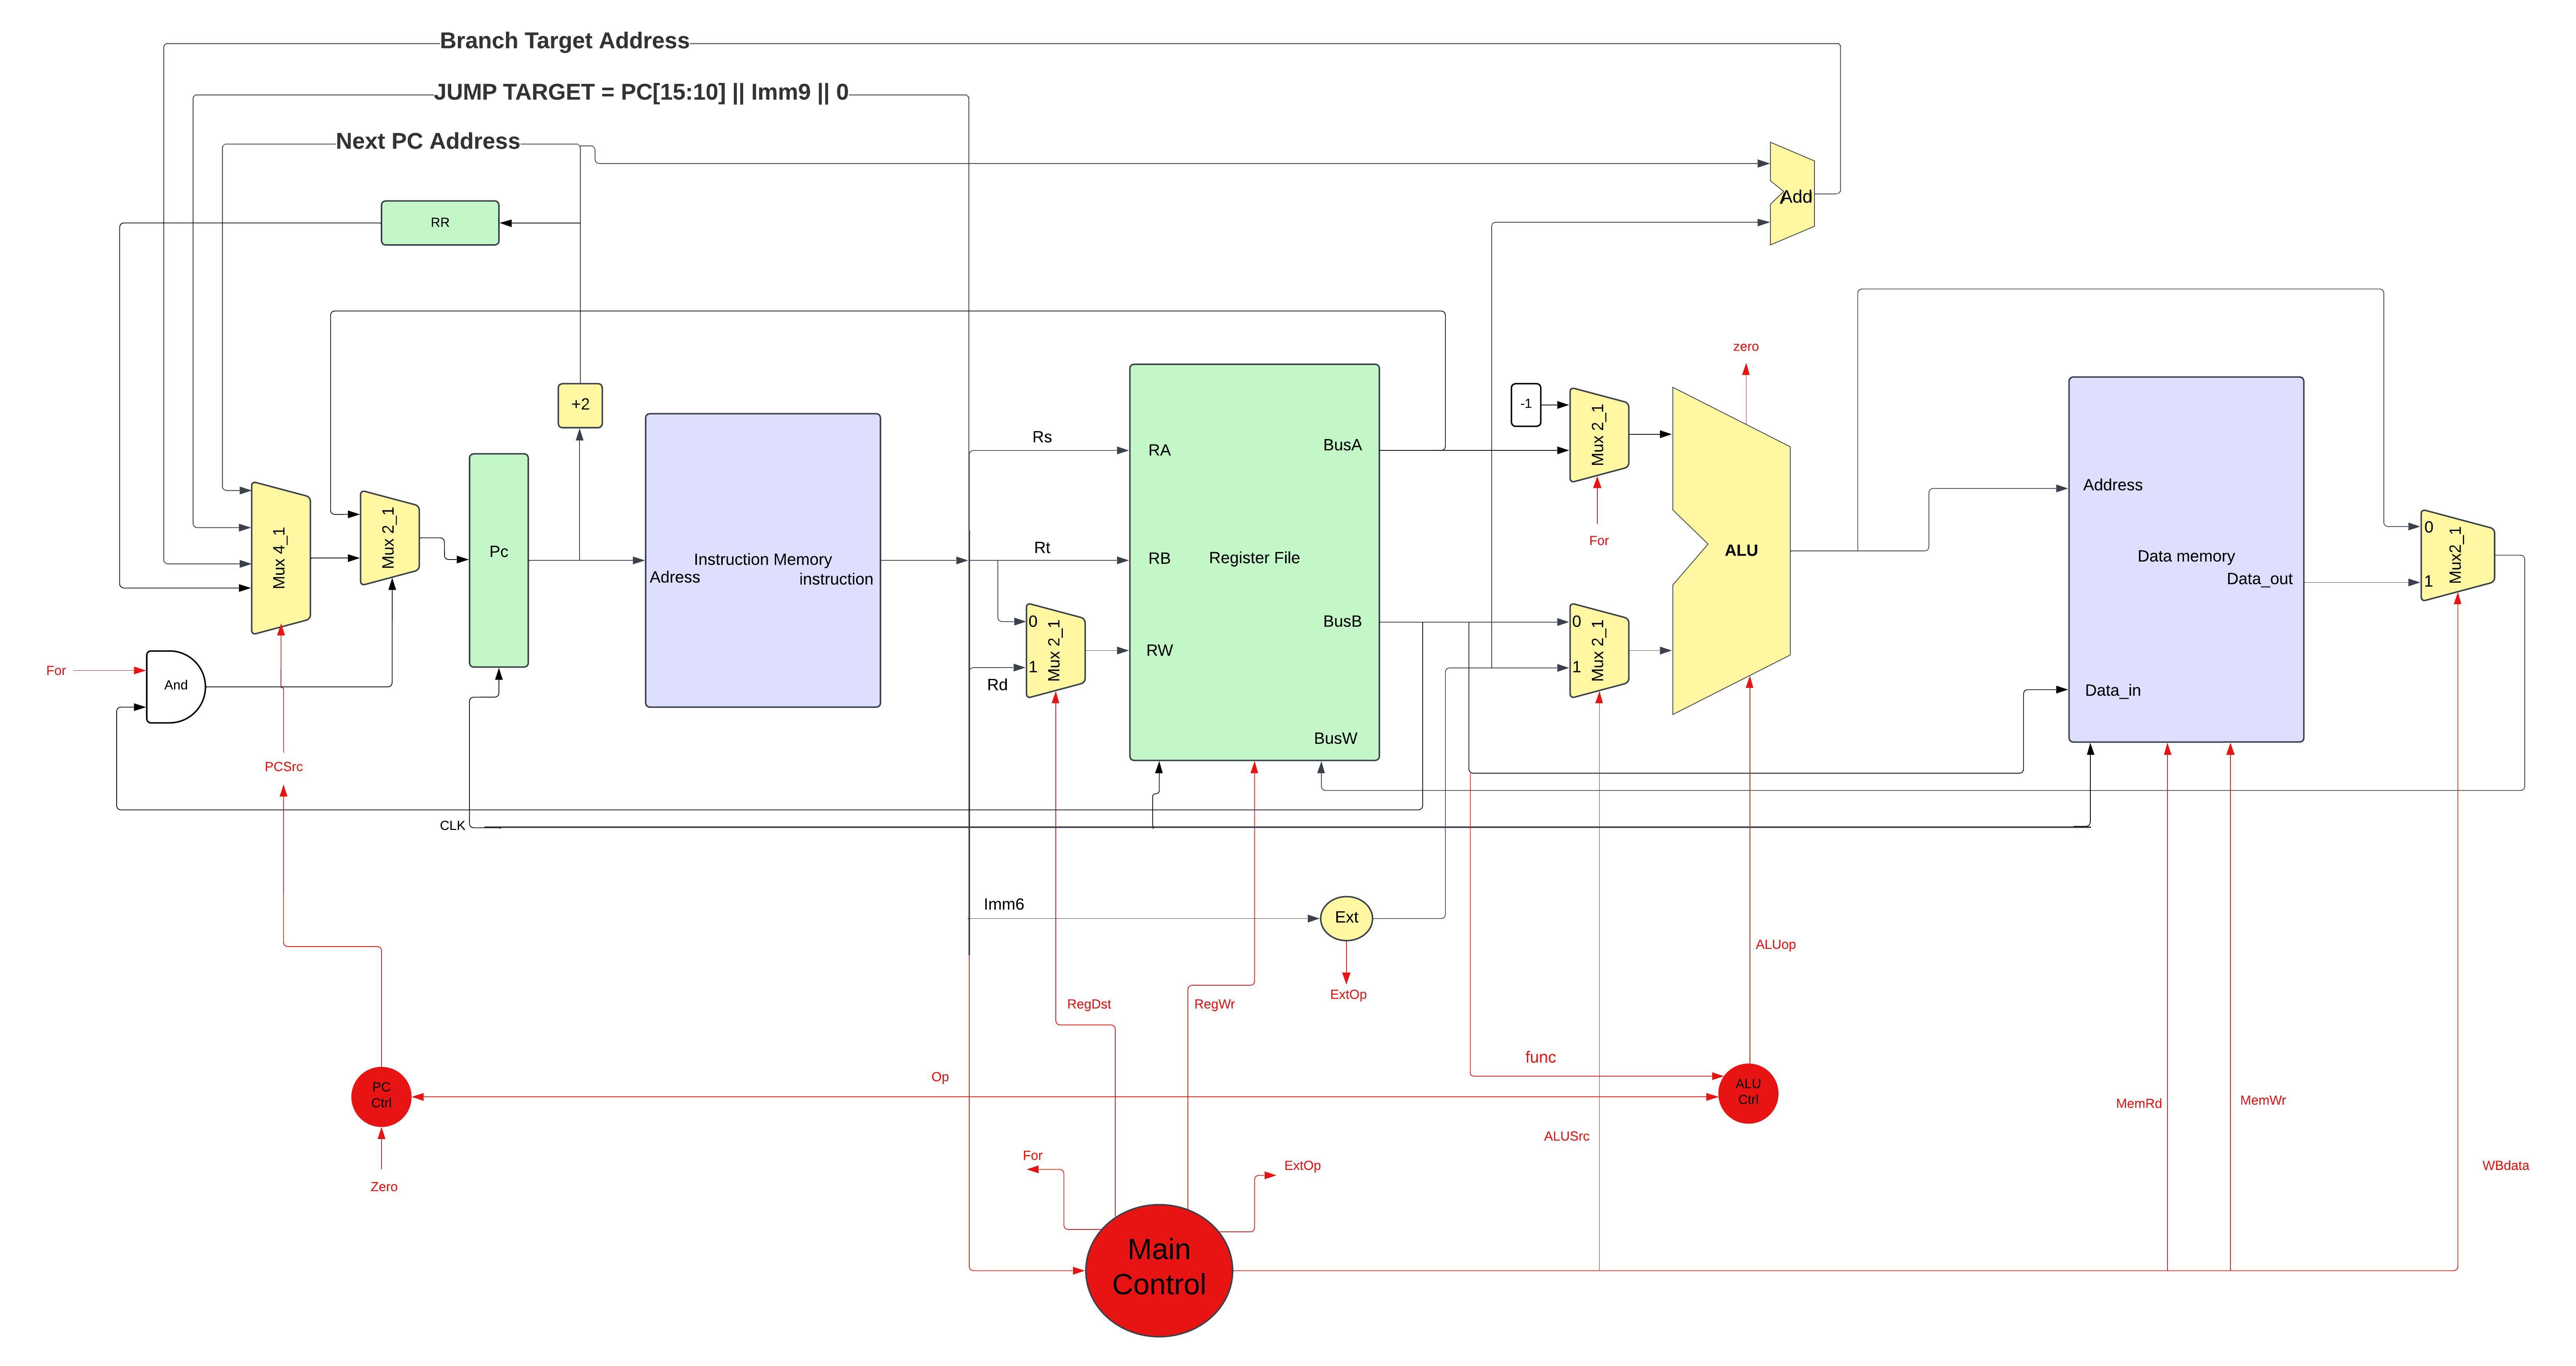 Branch Target Address
JUMP TARGET = PC[15:10] || Imm9 || 0
Next PC Address
Add
RR
zero
+2
-1
Mux 2_1
For
Rs
RA
BusA
Address
Mux 4_1
Mux 2_1
Pc
Instruction Memory
Adress
instruction
Rt
RB
Register File
ALU
Data memory
Data_out
0
1
Mux2_1
For
And
0
1
Mux 2_1
Rd
RW
BusB
0
1
Mux 2_1
Data_in
BusW
PCSrc
CLK
Imm6
Ext
ExtOp
ALUop
RegDst
RegWr
func
Op
PC
Ctrl
ALU
Ctrl
MemRd
MemWr
ALUSrc
For
ExtOp
WBdata
Zero
Main
Control